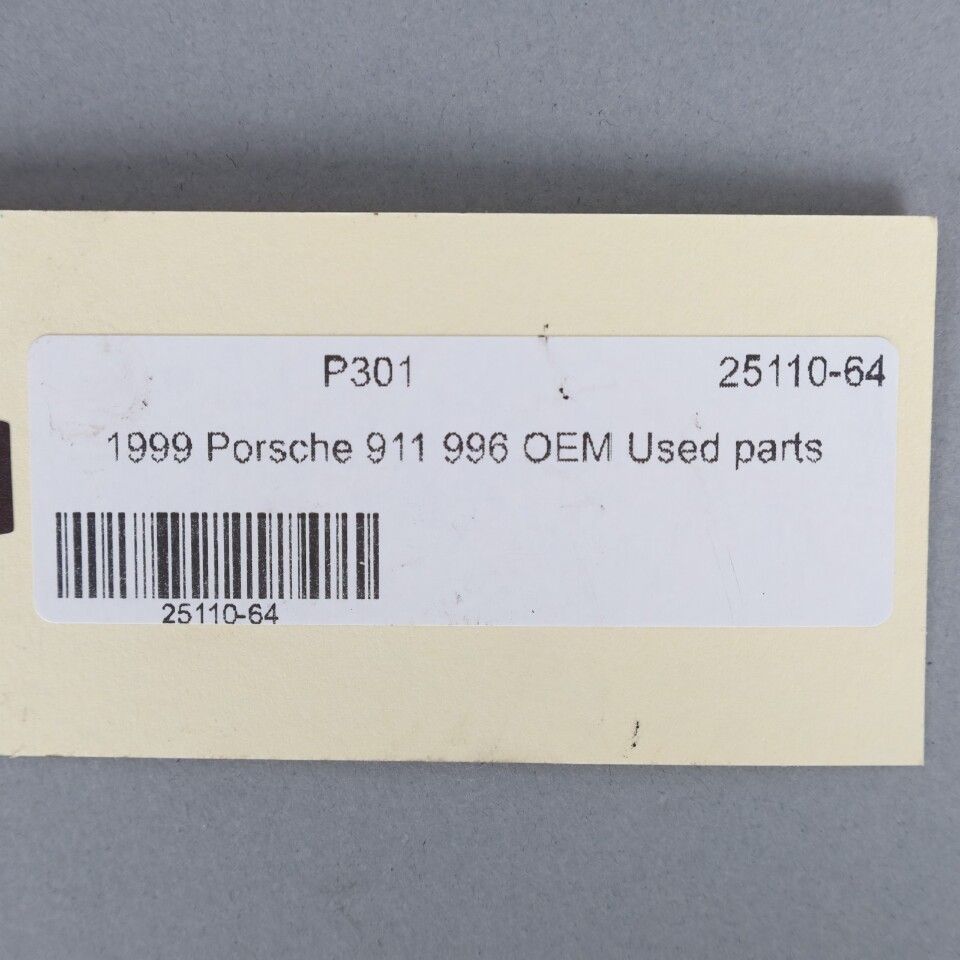 P301 25110-64
1999 Porsche 911 996 OEM Used parts
25110-64